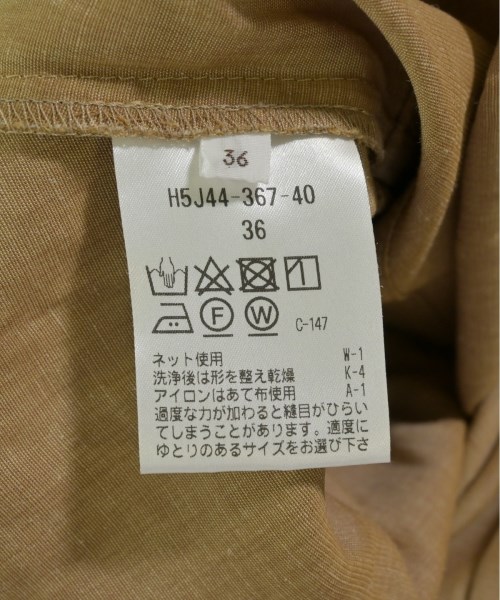 36
H5J44-367-40
36
F W C-147
ネット使用 W-1
洗浄後は形を整え乾燥 K-4
アイロンはあて布使用 A-1
過度な力が加わると縫目がひらい
てしまうことがあります。適度に
ゆとりのあるサイズをお選び下さ